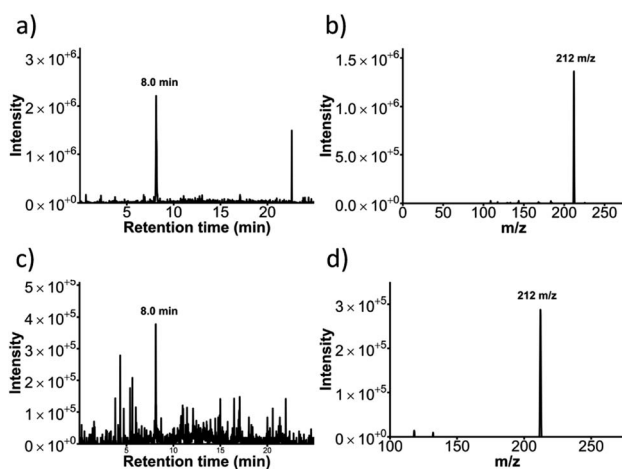 a)
3 × 10⁺⁶
2 × 10⁺⁶
1 × 10⁺⁶
0 × 10⁺⁰
Intensity
8.0 min
5
10
15
20
Retention time (min)
b)
1.5 × 10⁺⁶
1.0 × 10⁺⁶
5.0 × 10⁺⁵
0.0 × 10⁺⁰
Intensity
212 m/z
0
50
100
150
200
250
m/z
c)
5 × 10⁺⁵
4 × 10⁺⁵
3 × 10⁺⁵
2 × 10⁺⁵
1 × 10⁺⁵
0 × 10⁺⁰
Intensity
8.0 min
5
10
15
20
Retention time (min)
d)
3 × 10⁺⁵
2 × 10⁺⁵
1 × 10⁺⁵
0 × 10⁺⁰
Intensity
212 m/z
100
150
200
250
m/z